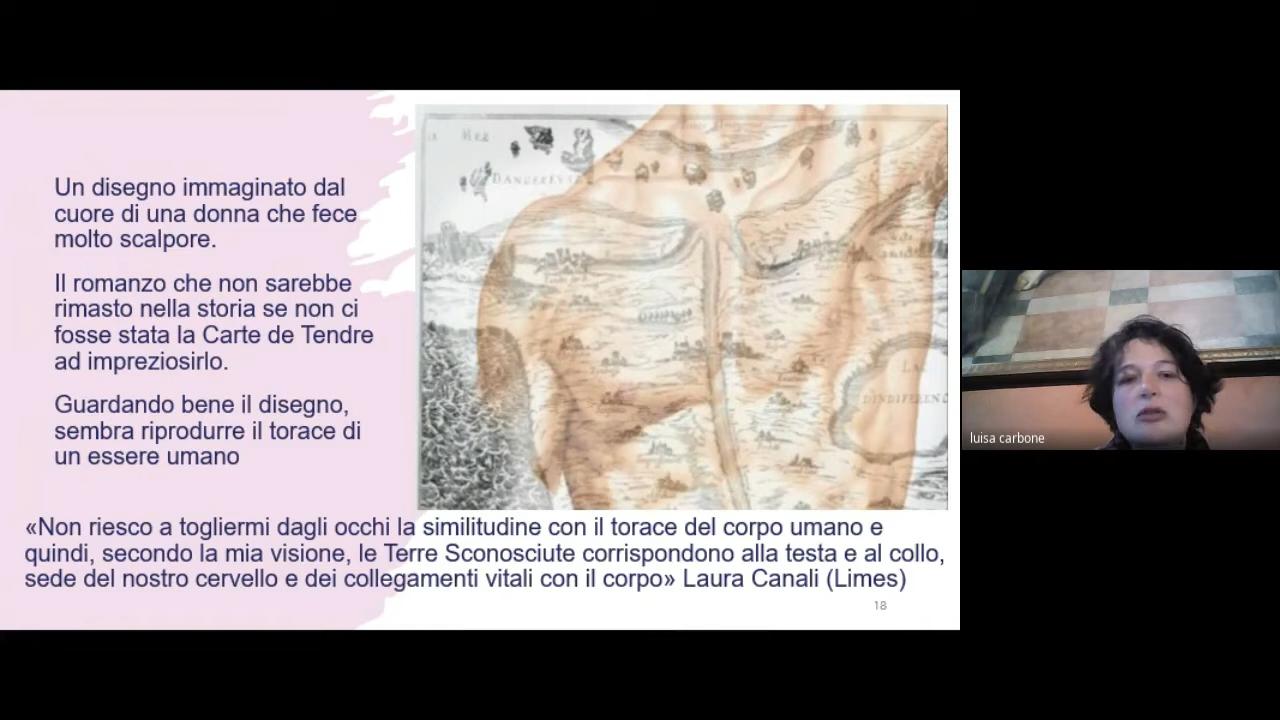 Un disegno immaginato dal
cuore di una donna che fece
molto scalpore.
Il romanzo che non sarebbe
rimasto nella storia se non ci
fosse stata la Carte de Tendre
ad impreziosirlo.
Guardando bene il disegno,
sembra riprodurre il torace di
un essere umano
MER
DANGEREVSE
LA
DINDIFERENC
«Non riesco a togliermi dagli occhi la similitudine con il torace del corpo umano e
quindi, secondo la mia visione, le Terre Sconosciute corrispondono alla testa e al collo,
sede del nostro cervello e dei collegamenti vitali con il corpo» Laura Canali (Limes)
18
luisa carbone